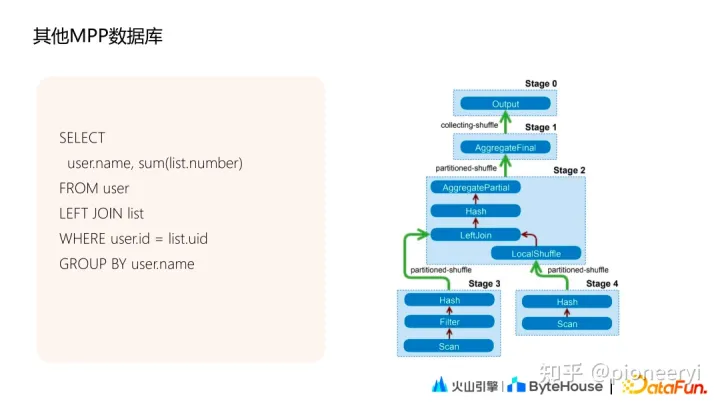 其他MPP数据库
SELECT
user.name, sum(list.number)
FROM user
LEFT JOIN list
WHERE user.id = list.uid
GROUP BY user.name
Stage 0
Output
collecting-shuffle
Stage 1
AggregateFinal
partitioned-shuffle
Stage 2
AggregatePartial
Hash
LeftJoin
LocalShuffle
partitioned-shuffle
partitioned-shuffle
Stage 3
Hash
Filter
Scan
Stage 4
Hash
Scan
知乎 @pioneeryi
火山引擎 ByteHouse DataFun.